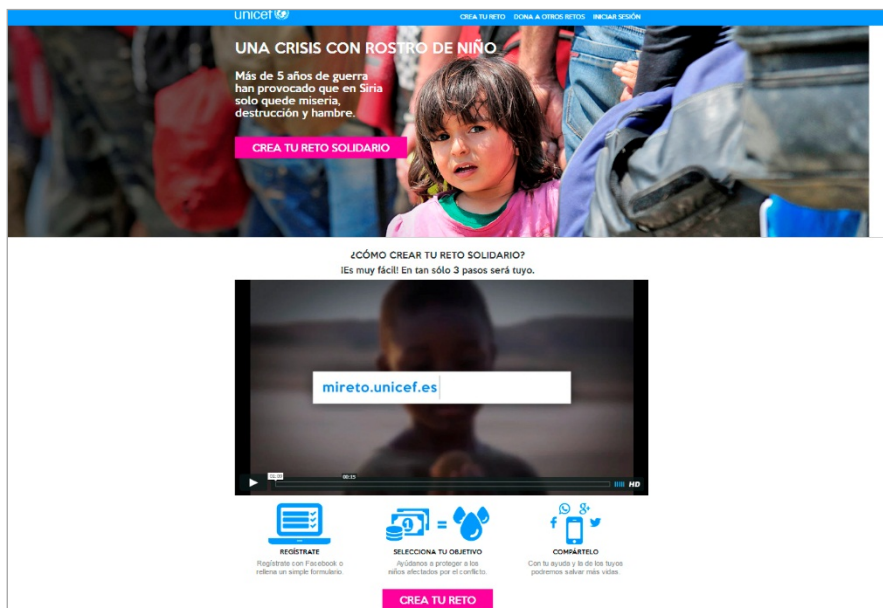 unicef
CREA TU RETO DONA A OTROS RETOS INICIAR SESIÓN
UNA CRISIS CON ROSTRO DE NIÑO
Más de 5 años de guerra
han provocado que en Siria
solo quede miseria,
destrucción y hambre.
CREA TU RETO SOLIDARIO
¿CÓMO CREAR TU RETO SOLIDARIO?
¡Es muy fácil! En tan sólo 3 pasos será tuyo.
mireto.unicef.es
00:35
HD
REGÍSTRATE
Regístrate con Facebook o
rellena un simple formulario.
SELECCIONA TU OBJETIVO
Ayúdanos a proteger a los
niños afectados por el conflicto.
COMPÁRTELO
Con tu ayuda y la de los tuyos
podremos salvar más vidas.
CREA TU RETO